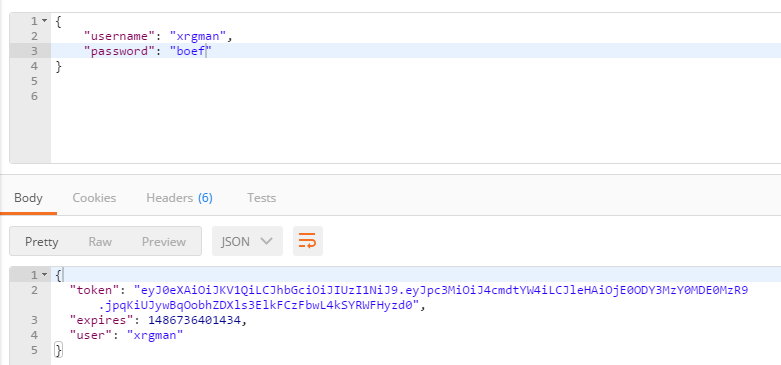 1 {
2 "username": "xrgman",
3 "password": "boef"
4 }
5
6
Body Cookies Headers (6) Tests
Pretty Raw Preview JSON
1 {
2 "token": "eyJ0eXAiOiJKV1QiLCJhbGciOiJIUzI1NiJ9.eyJpc3MiOiJ4cmdtYW4iLCJleHAiOjE0ODY3MzY0MDE0MzR9
.jpqKiUJywBqOobhZDXls3ElkFCzFbwL4kSYRWFHyzd0",
3 "expires": 1486736401434,
4 "user": "xrgman"
5 }